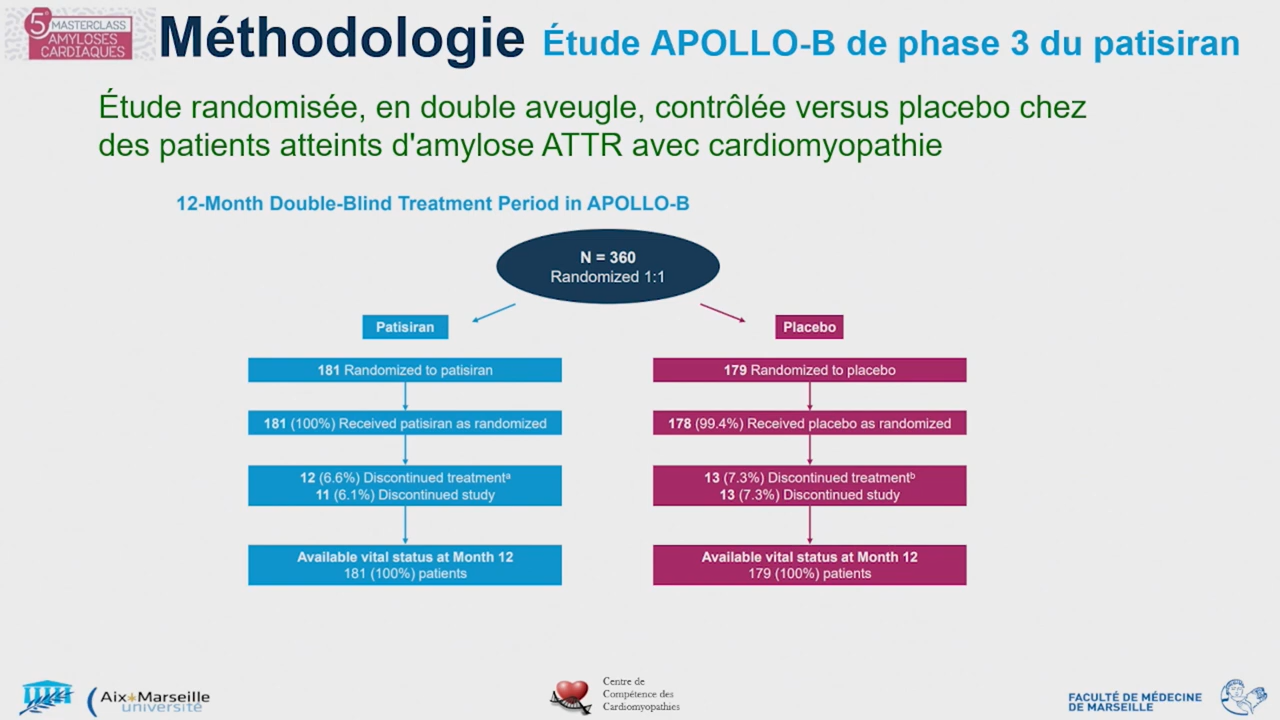 5e MASTERCLASS
AMYLOSES
CARDIAQUES
Méthodologie Étude APOLLO-B de phase 3 du patisiran
Étude randomisée, en double aveugle, contrôlée versus placebo chez
des patients atteints d'amylose ATTR avec cardiomyopathie
12-Month Double-Blind Treatment Period in APOLLO-B
N = 360
Randomized 1:1
Patisiran
181 Randomized to patisiran
181 (100%) Received patisiran as randomized
12 (6.6%) Discontinued treatmentᵃ
11 (6.1%) Discontinued study
Available vital status at Month 12
181 (100%) patients
Placebo
179 Randomized to placebo
178 (99.4%) Received placebo as randomized
13 (7.3%) Discontinued treatmentᵇ
13 (7.3%) Discontinued study
Available vital status at Month 12
179 (100%) patients
Aix*Marseille
université
Centre de
Compétence des
Cardiomyopathies
FACULTÉ DE MÉDECINE
DE MARSEILLE